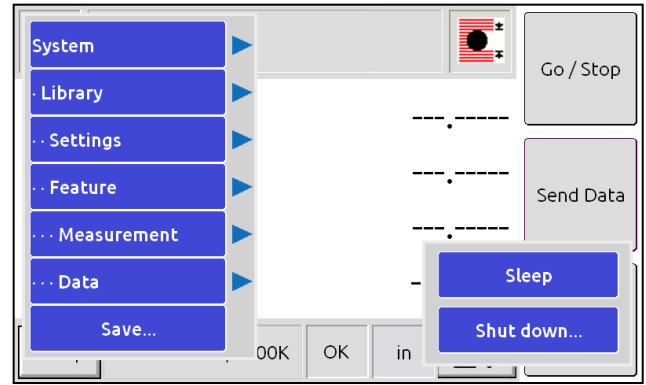 System
· Library
· · Settings
· · Feature
· · · Measurement
· · · Data
Save...
---.-----
---.-----
---.-----
Go / Stop
Send Data
Sleep
Shut down...
00K
OK
in